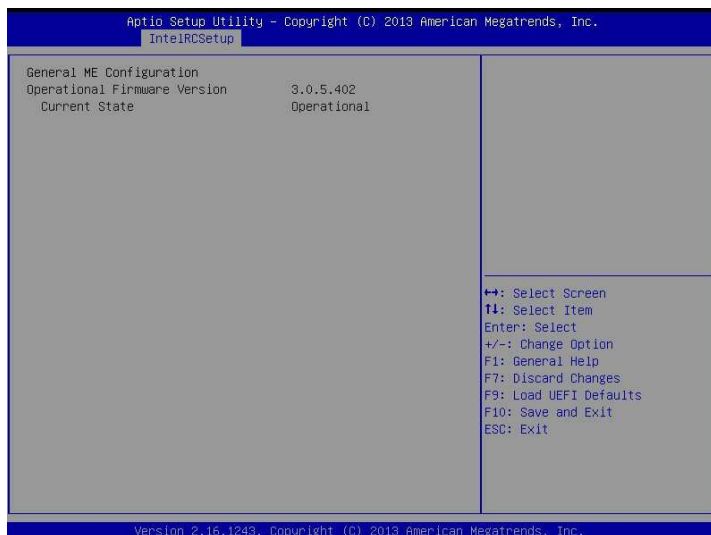 Aptio Setup Utility – Copyright (C) 2013 American Megatrends, Inc.
IntelRCSetup
General ME Configuration
Operational Firmware Version 3.0.5.402
Current State Operational
↔: Select Screen
↑↓: Select Item
Enter: Select
+/-: Change Option
F1: General Help
F7: Discard Changes
F9: Load UEFI Defaults
F10: Save and Exit
ESC: Exit
Version 2.16.1243. Copyright (C) 2013 American Megatrends, Inc.